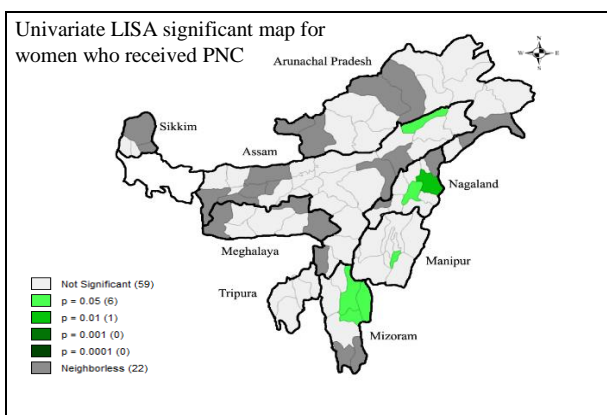 Univariate LISA significant map for
women who received PNC
Arunachal Pradesh
N
W E
S
Sikkim
Assam
Nagaland
Meghalaya
Manipur
Tripura
Mizoram
Not Significant (59)
p = 0.05 (6)
p = 0.01 (1)
p = 0.001 (0)
p = 0.0001 (0)
Neighborless (22)